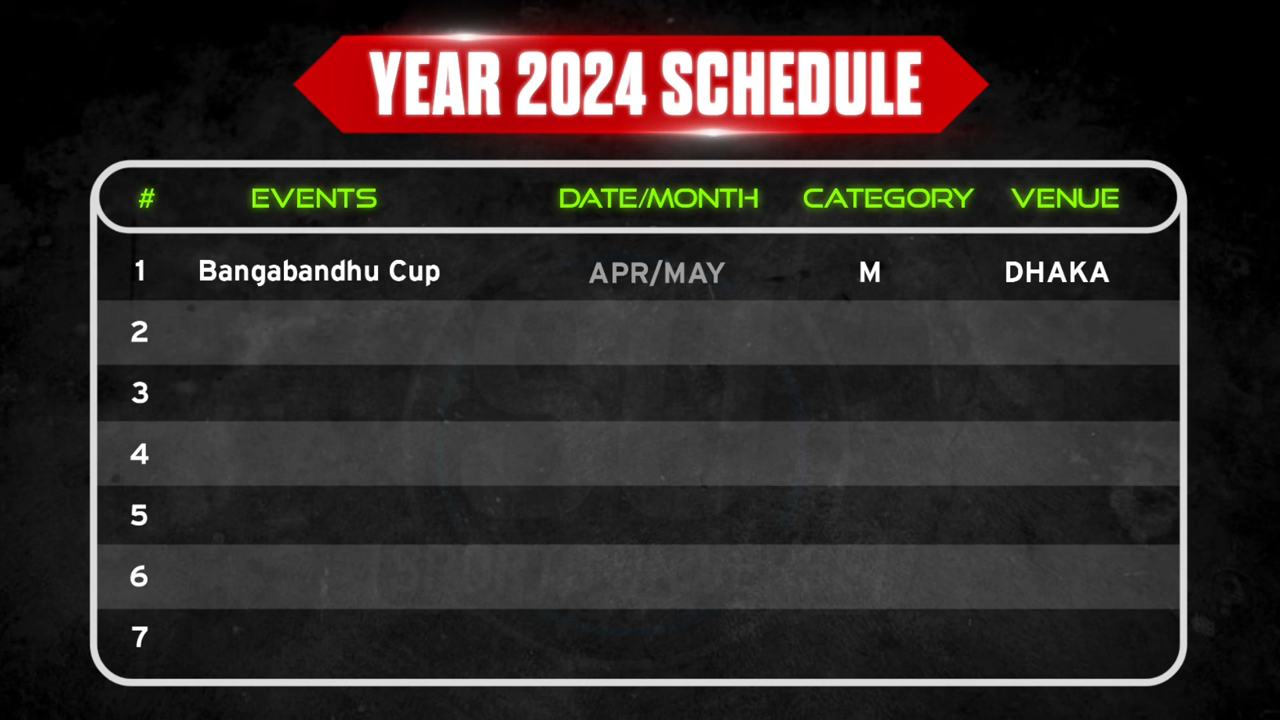 YEAR 2024 SCHEDULE
# EVENTS DATE/MONTH CATEGORY VENUE
1 Bangabandhu Cup APR/MAY M DHAKA
2
3
4
5
6
7